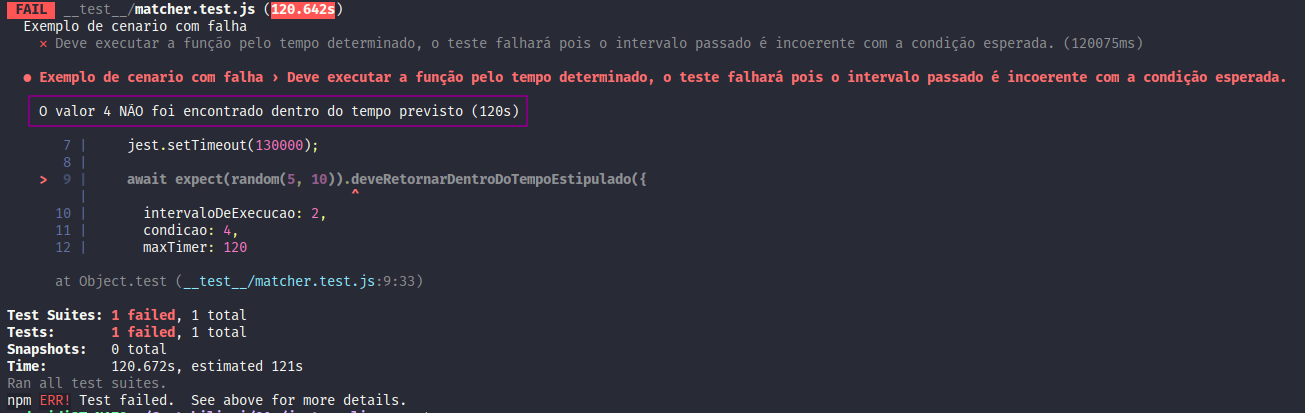 FAIL __test__/matcher.test.js (120.642s)
Exemplo de cenario com falha
× Deve executar a função pelo tempo determinado, o teste falhará pois o intervalo passado é incoerente com a condição esperada. (120075ms)
● Exemplo de cenario com falha › Deve executar a função pelo tempo determinado, o teste falhará pois o intervalo passado é incoerente com a condição esperada.
O valor 4 NÃO foi encontrado dentro do tempo previsto (120s)
7 | jest.setTimeout(130000);
8 |
> 9 | await expect(random(5, 10)).deveRetornarDentroDoTempoEstipulado({
| ^
10 | intervaloDeExecucao: 2,
11 | condicao: 4,
12 | maxTimer: 120
at Object.test (__test__/matcher.test.js:9:33)
Test Suites: 1 failed, 1 total
Tests: 1 failed, 1 total
Snapshots: 0 total
Time: 120.672s, estimated 121s
Ran all test suites.
npm ERR! Test failed. See above for more details.